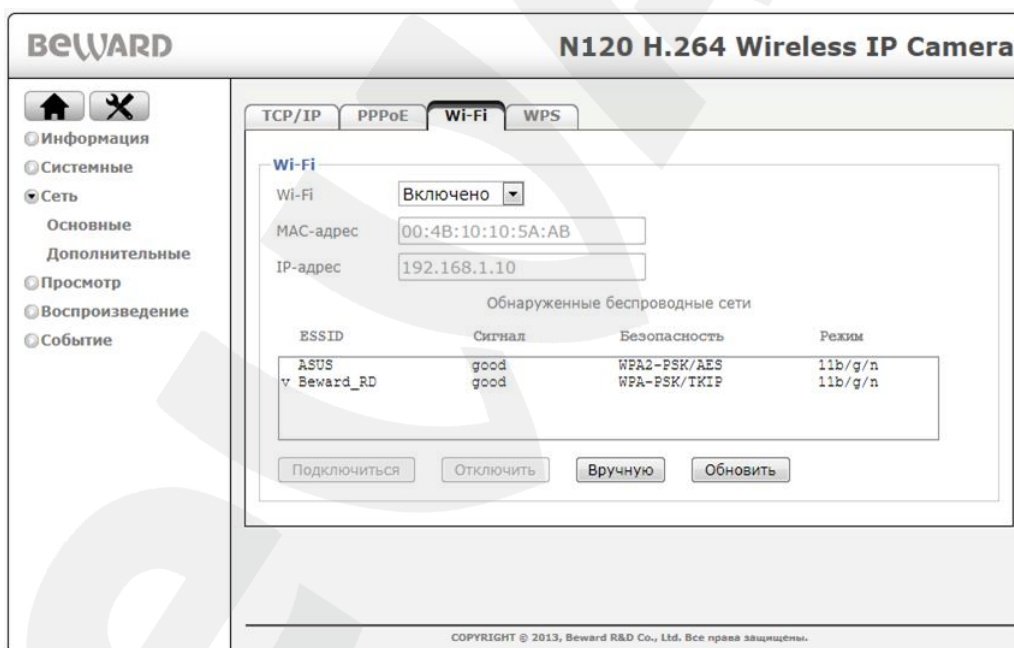 BEWARD
N120 H.264 Wireless IP Camera
Информация
Системные
Сеть
Основные
Дополнительные
Просмотр
Воспроизведение
Событие
TCP/IP PPPoE Wi-Fi WPS
Wi-Fi
Wi-Fi Включено
MAC-адрес 00:4B:10:10:5A:AB
IP-адрес 192.168.1.10
Обнаруженные беспроводные сети
ESSID Сигнал Безопасность Режим
ASUS good WPA2-PSK/AES 11b/g/n
v Beward_RD good WPA-PSK/TKIP 11b/g/n
Подключиться Отключить Вручную Обновить
COPYRIGHT © 2013, Beward R&D Co., Ltd. Все права защищены.